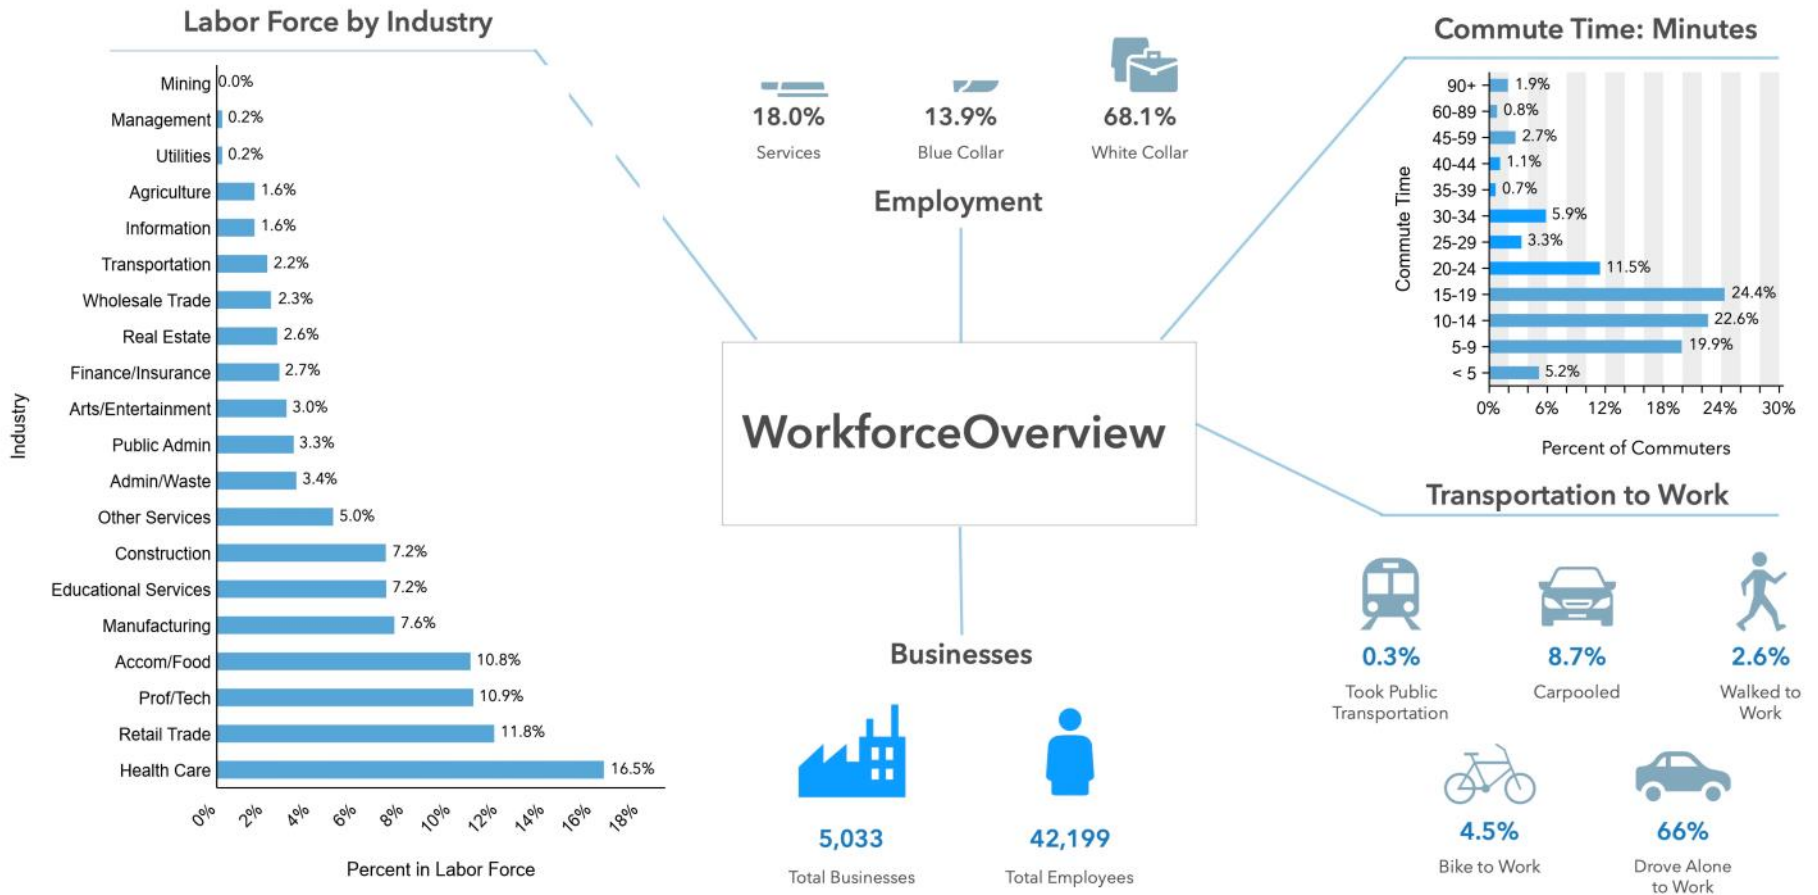 Labor Force by Industry
Industry
Mining 0.0%
Management 0.2%
Utilities 0.2%
Agriculture 1.6%
Information 1.6%
Transportation 2.2%
Wholesale Trade 2.3%
Real Estate 2.6%
Finance/Insurance 2.7%
Arts/Entertainment 3.0%
Public Admin 3.3%
Admin/Waste 3.4%
Other Services 5.0%
Construction 7.2%
Educational Services 7.2%
Manufacturing 7.6%
Accom/Food 10.8%
Prof/Tech 10.9%
Retail Trade 11.8%
Health Care 16.5%
0% 2% 4% 6% 8% 10% 12% 14% 16% 18%
Percent in Labor Force
18.0% 13.9% 68.1%
Services Blue Collar White Collar
Employment
WorkforceOverview
Businesses
5,033 42,199
Total Businesses Total Employees
Commute Time: Minutes
Commute Time
90+ 1.9%
60-89 0.8%
45-59 2.7%
40-44 1.1%
35-39 0.7%
30-34 5.9%
25-29 3.3%
20-24 11.5%
15-19 24.4%
10-14 22.6%
5-9 19.9%
< 5 5.2%
0% 6% 12% 18% 24% 30%
Percent of Commuters
Transportation to Work
0.3% 8.7% 2.6%
Took Public Carpooled Walked to
Transportation Work
4.5% 66%
Bike to Work Drove Alone
to Work